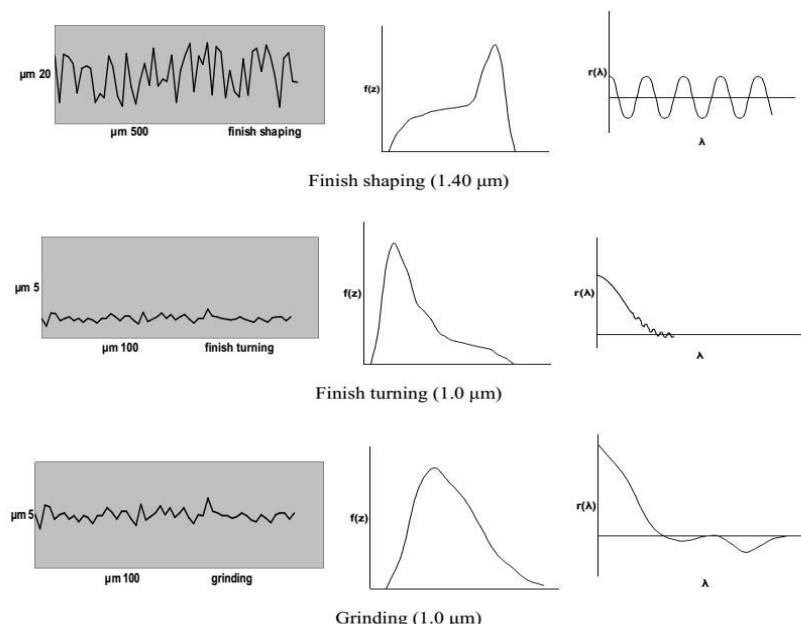 μm 20
μm 500 finish shaping
f(z)
r(λ)
λ
Finish shaping (1.40 μm)
μm 5
μm 100 finish turning
f(z)
r(λ)
λ
Finish turning (1.0 μm)
μm 5
μm 100 grinding
f(z)
r(λ)
λ
Grinding (1.0 μm)